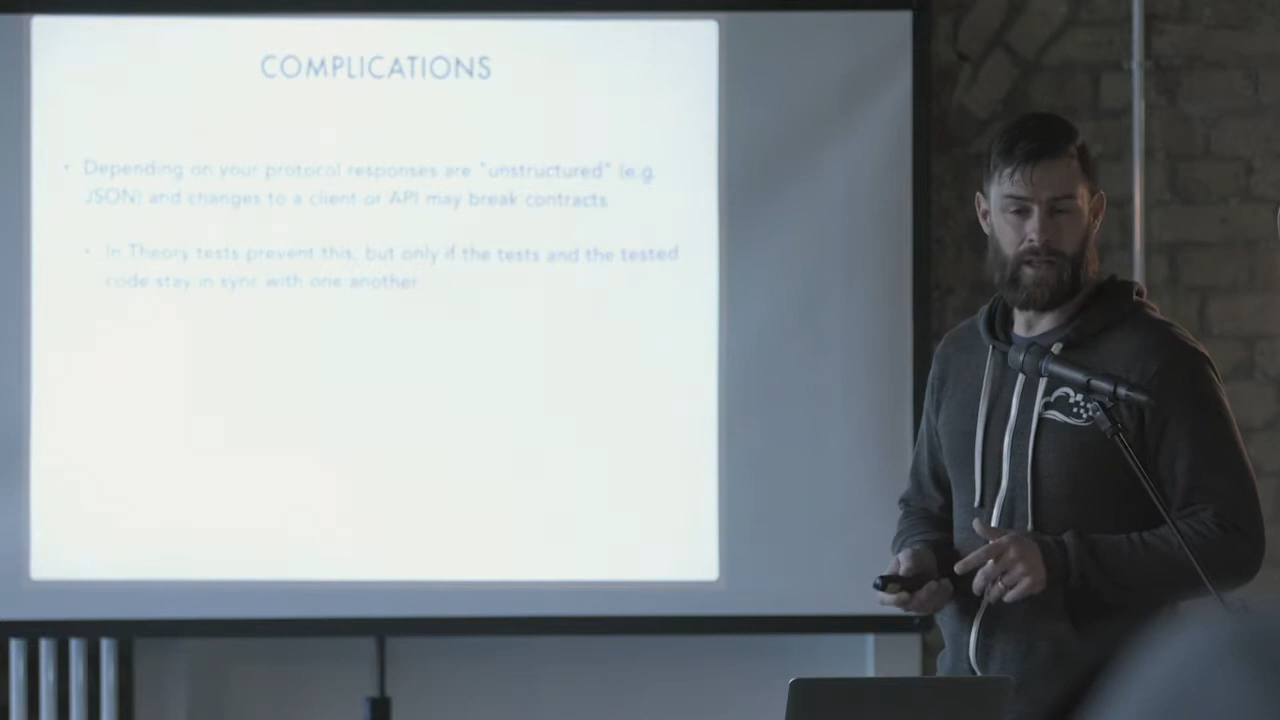 COMPLICATIONS
• Depending on your protocol responses are "unstructured" (e.g.
JSON) and changes to a client or API may break contracts
• In Theory tests prevent this, but only if the tests and the tested
code stay in sync with one another